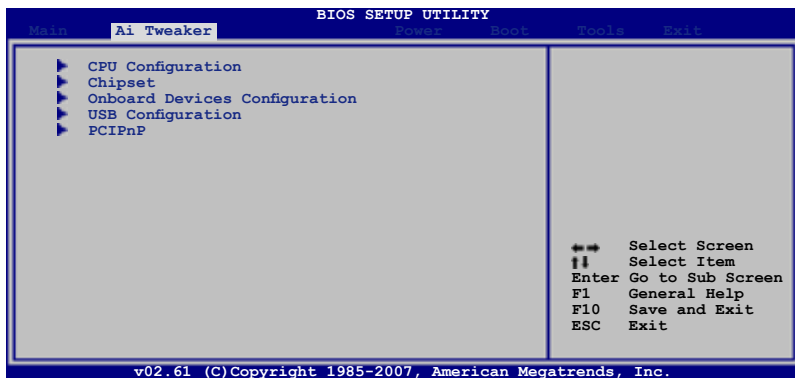 BIOS SETUP UTILITY
Main Ai Tweaker Power Boot Tools Exit
CPU Configuration
Chipset
Onboard Devices Configuration
USB Configuration
PCIPnP
Select Screen
Select Item
Enter Go to Sub Screen
F1 General Help
F10 Save and Exit
ESC Exit
v02.61 (C)Copyright 1985-2007, American Megatrends, Inc.